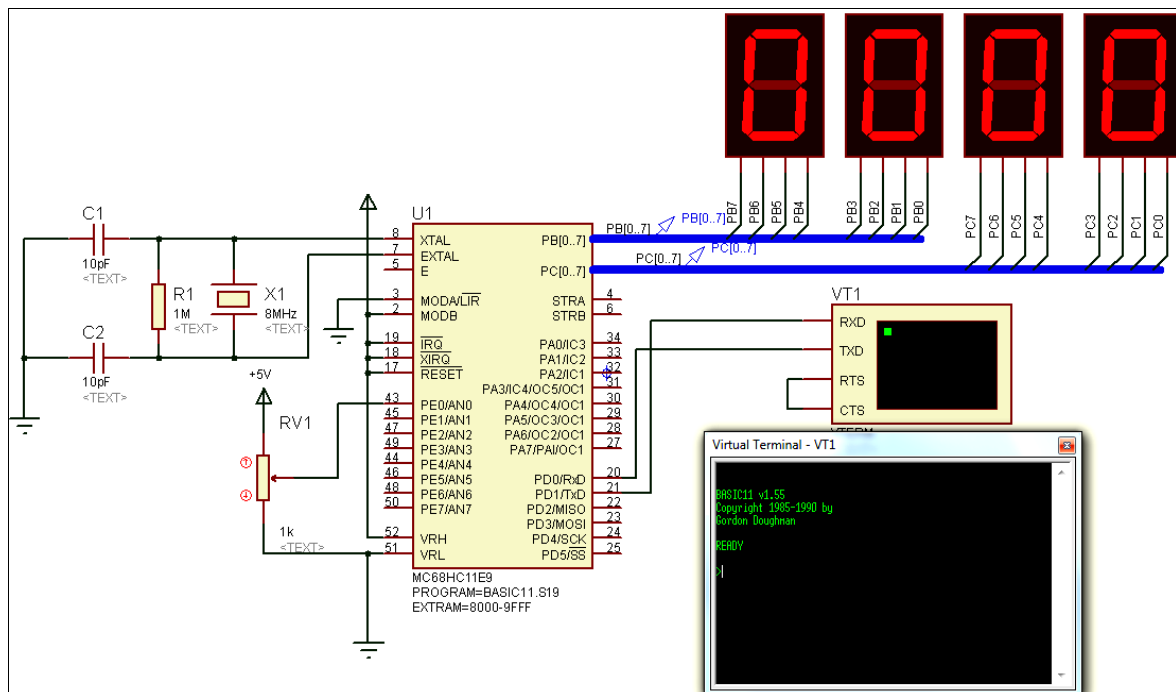 PB7
PB6
PB5
PB4
PB3
PB2
PB1
PB0
PC7
PC6
PC5
PC4
PC3
PC2
PC1
PC0
PB[0..7]
PB[0..7]
PC[0..7]
PC[0..7]
C1
10pF
<TEXT>
C2
10pF
<TEXT>
R1
1M
<TEXT>
X1
8MHz
<TEXT>
+5V
RV1
1k
<TEXT>
U1
8 XTAL
7 EXTAL
5 E
3 MODA/LIR
2 MODB
19 IRQ
18 XIRQ
17 RESET
43 PE0/AN0
45 PE1/AN1
47 PE2/AN2
49 PE3/AN3
44 PE4/AN4
46 PE5/AN5
48 PE6/AN6
50 PE7/AN7
52 VRH
51 VRL
PB[0..7]
PC[0..7]
STRA 4
STRB 6
PA0/IC3 34
PA1/IC2 33
PA2/IC1 32
PA3/IC4/OC5/OC1 31
PA4/OC4/OC1 30
PA5/OC3/OC1 29
PA6/OC2/OC1 28
PA7/PAI/OC1 27
PD0/RxD 20
PD1/TxD 21
PD2/MISO 22
PD3/MOSI 23
PD4/SCK 24
PD5/SS 25
MC68HC11E9
PROGRAM=BASIC11.S19
EXTRAM=8000-9FFF
VT1
RXD
TXD
RTS
CTS
Virtual Terminal - VT1
BASIC11 v1.55
Copyright 1985-1990 by
Gordon Doughman
READY
>